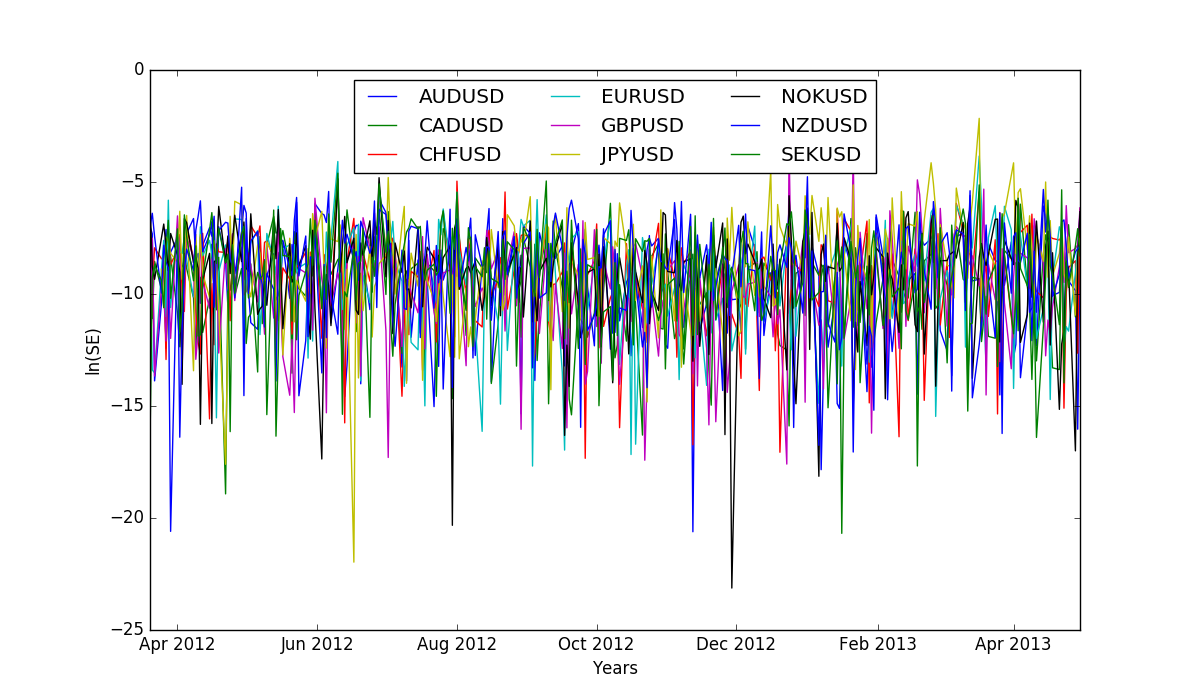 0
−5
−10
−15
−20
−25
ln(SE)
AUDUSD
CADUSD
CHFUSD
EURUSD
GBPUSD
JPYUSD
NOKUSD
NZDUSD
SEKUSD
Apr 2012
Jun 2012
Aug 2012
Oct 2012
Dec 2012
Feb 2013
Apr 2013
Years